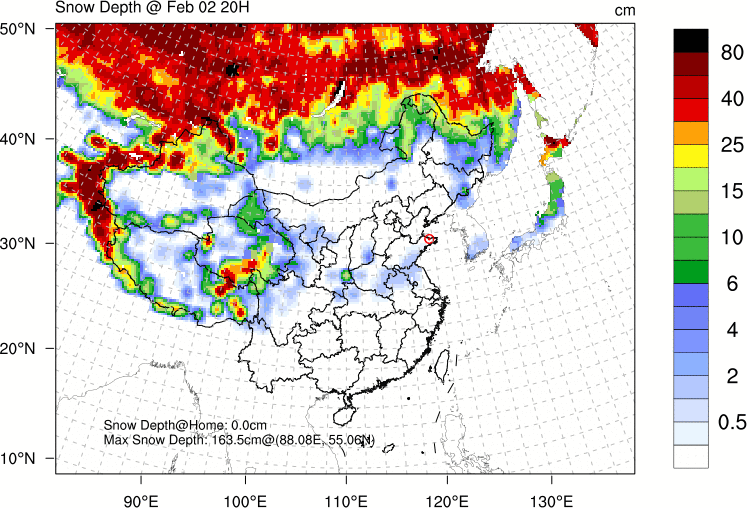 Snow Depth @ Feb 02 20H
cm
50°N
40°N
30°N
20°N
10°N
90°E
100°E
110°E
120°E
130°E
80
40
25
15
10
6
4
2
0.5
Snow Depth@Home: 0.0cm
Max Snow Depth: 163.5cm@(88.08E, 55.06N)